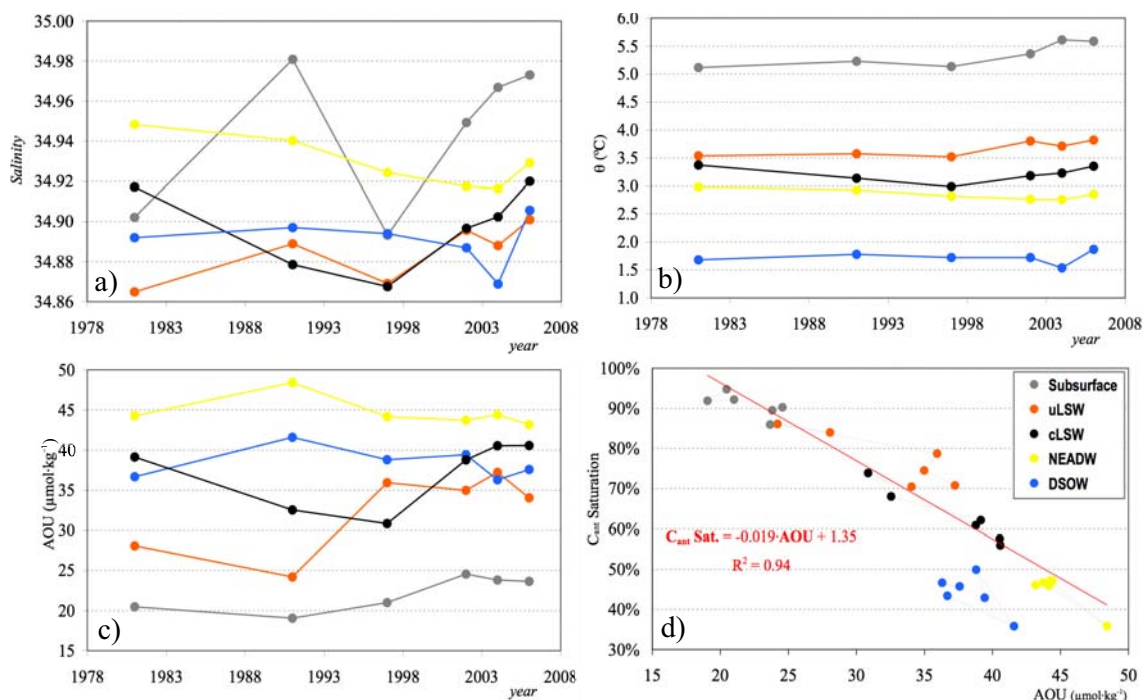 35.00
34.98
34.96
34.94
34.92
34.90
34.88
34.86
Salinity
a)
1978 1983 1988 1993 1998 2003 2008
year
6.0
5.5
5.0
4.5
4.0
3.5
3.0
2.5
2.0
1.5
1.0
θ (ºC)
b)
1978 1983 1988 1993 1998 2003 2008
year
50
45
40
35
30
25
20
15
AOU (µmol·kg⁻¹)
c)
1978 1983 1988 1993 1998 2003 2008
year
100%
90%
80%
70%
60%
50%
40%
30%
Cant Saturation
Subsurface
uLSW
cLSW
NEADW
DSOW
Cant Sat. = -0.019·AOU + 1.35
R² = 0.94
d)
15 20 25 30 35 40 45 50
AOU (µmol·kg⁻¹)